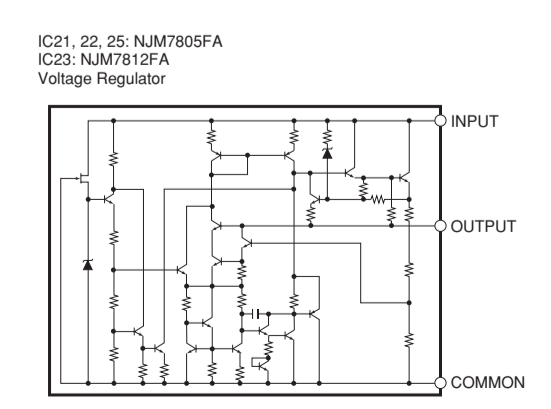 IC21, 22, 25: NJM7805FA
IC23: NJM7812FA
Voltage Regulator
INPUT
OUTPUT
COMMON